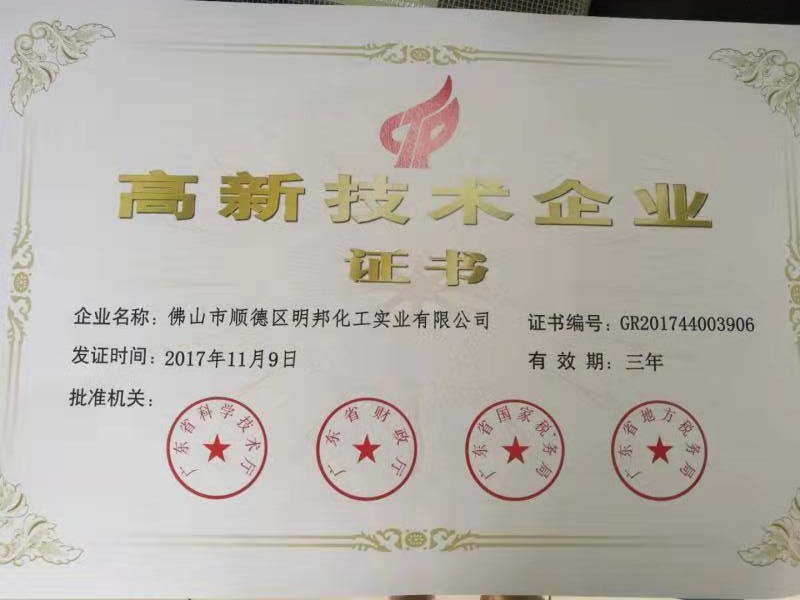 高新技术企业
证书
企业名称：佛山市顺德区明邦化工实业有限公司
证书编号：GR201744003906
发证时间：2017年11月9日
有效期：三年
批准机关：
广东省科学技术厅
广东省财政厅
广东省国家税务局
广东省地方税务局